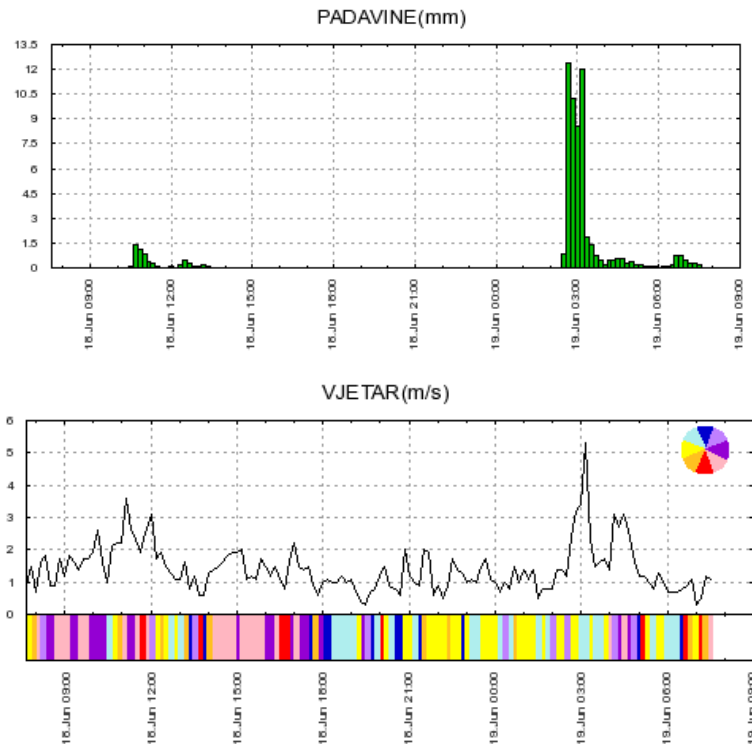 PADAVINE(mm)
13.5
12
10.5
9
7.5
6
4.5
3
1.5
0
18.Jun 09:00
18.Jun 12:00
18.Jun 15:00
18.Jun 18:00
18.Jun 21:00
19.Jun 00:00
19.Jun 03:00
19.Jun 06:00
19.Jun 09:00
VJETAR(m/s)
6
5
4
3
2
1
0
18.Jun 09:00
18.Jun 12:00
18.Jun 15:00
18.Jun 18:00
18.Jun 21:00
19.Jun 00:00
19.Jun 03:00
19.Jun 06:00
19.Jun 09:00